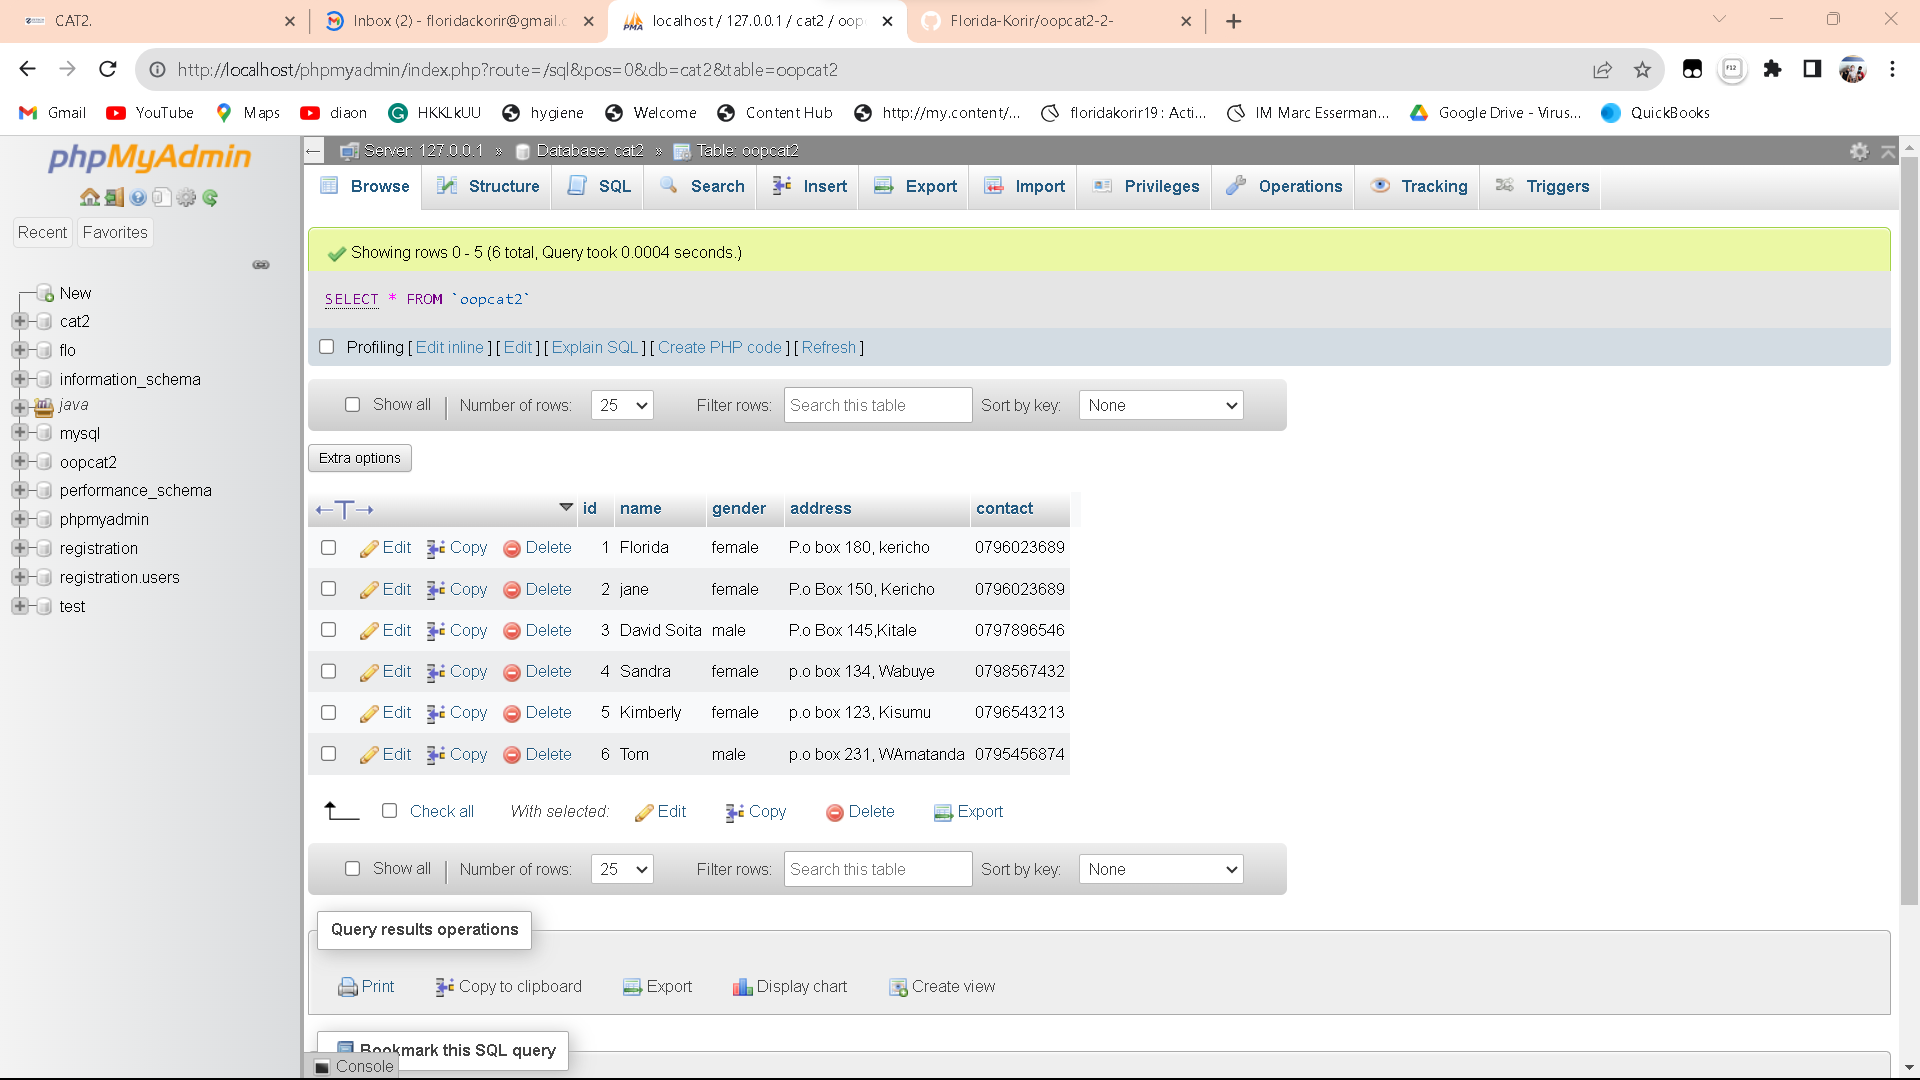 CAT2.
Inbox (2) - floridackorir@gmail.c
localhost / 127.0.0.1 / cat2 / oop
Florida-Korir/oopcat2-2-
http://localhost/phpmyadmin/index.php?route=/sql&pos=0&db=cat2&table=oopcat2
F12
Gmail YouTube Maps diaon HKKLkUU hygiene Welcome Content Hub http://my.content/... floridakorir19 : Acti... IM Marc Esserman... Google Drive - Virus... QuickBooks
phpMyAdmin
Recent Favorites
New
cat2
flo
information_schema
java
mysql
oopcat2
performance_schema
phpmyadmin
registration
registration.users
test
Server: 127.0.0.1 » Database: cat2 » Table: oopcat2
Browse Structure SQL Search Insert Export Import Privileges Operations Tracking Triggers
Showing rows 0 - 5 (6 total, Query took 0.0004 seconds.)
SELECT * FROM `oopcat2`
Profiling [ Edit inline ] [ Edit ] [ Explain SQL ] [ Create PHP code ] [ Refresh ]
Show all Number of rows: 25 Filter rows: Search this table Sort by key: None
Extra options
id name gender address contact
Edit Copy Delete 1 Florida female P.o box 180, kericho 0796023689
Edit Copy Delete 2 jane female P.o Box 150, Kericho 0796023689
Edit Copy Delete 3 David Soita male P.o Box 145,Kitale 0797896546
Edit Copy Delete 4 Sandra female p.o box 134, Wabuye 0798567432
Edit Copy Delete 5 Kimberly female p.o box 123, Kisumu 0796543213
Edit Copy Delete 6 Tom male p.o box 231, WAmatanda 0795456874
Check all With selected: Edit Copy Delete Export
Show all Number of rows: 25 Filter rows: Search this table Sort by key: None
Query results operations
Print Copy to clipboard Export Display chart Create view
Bookmark this SQL query
Console